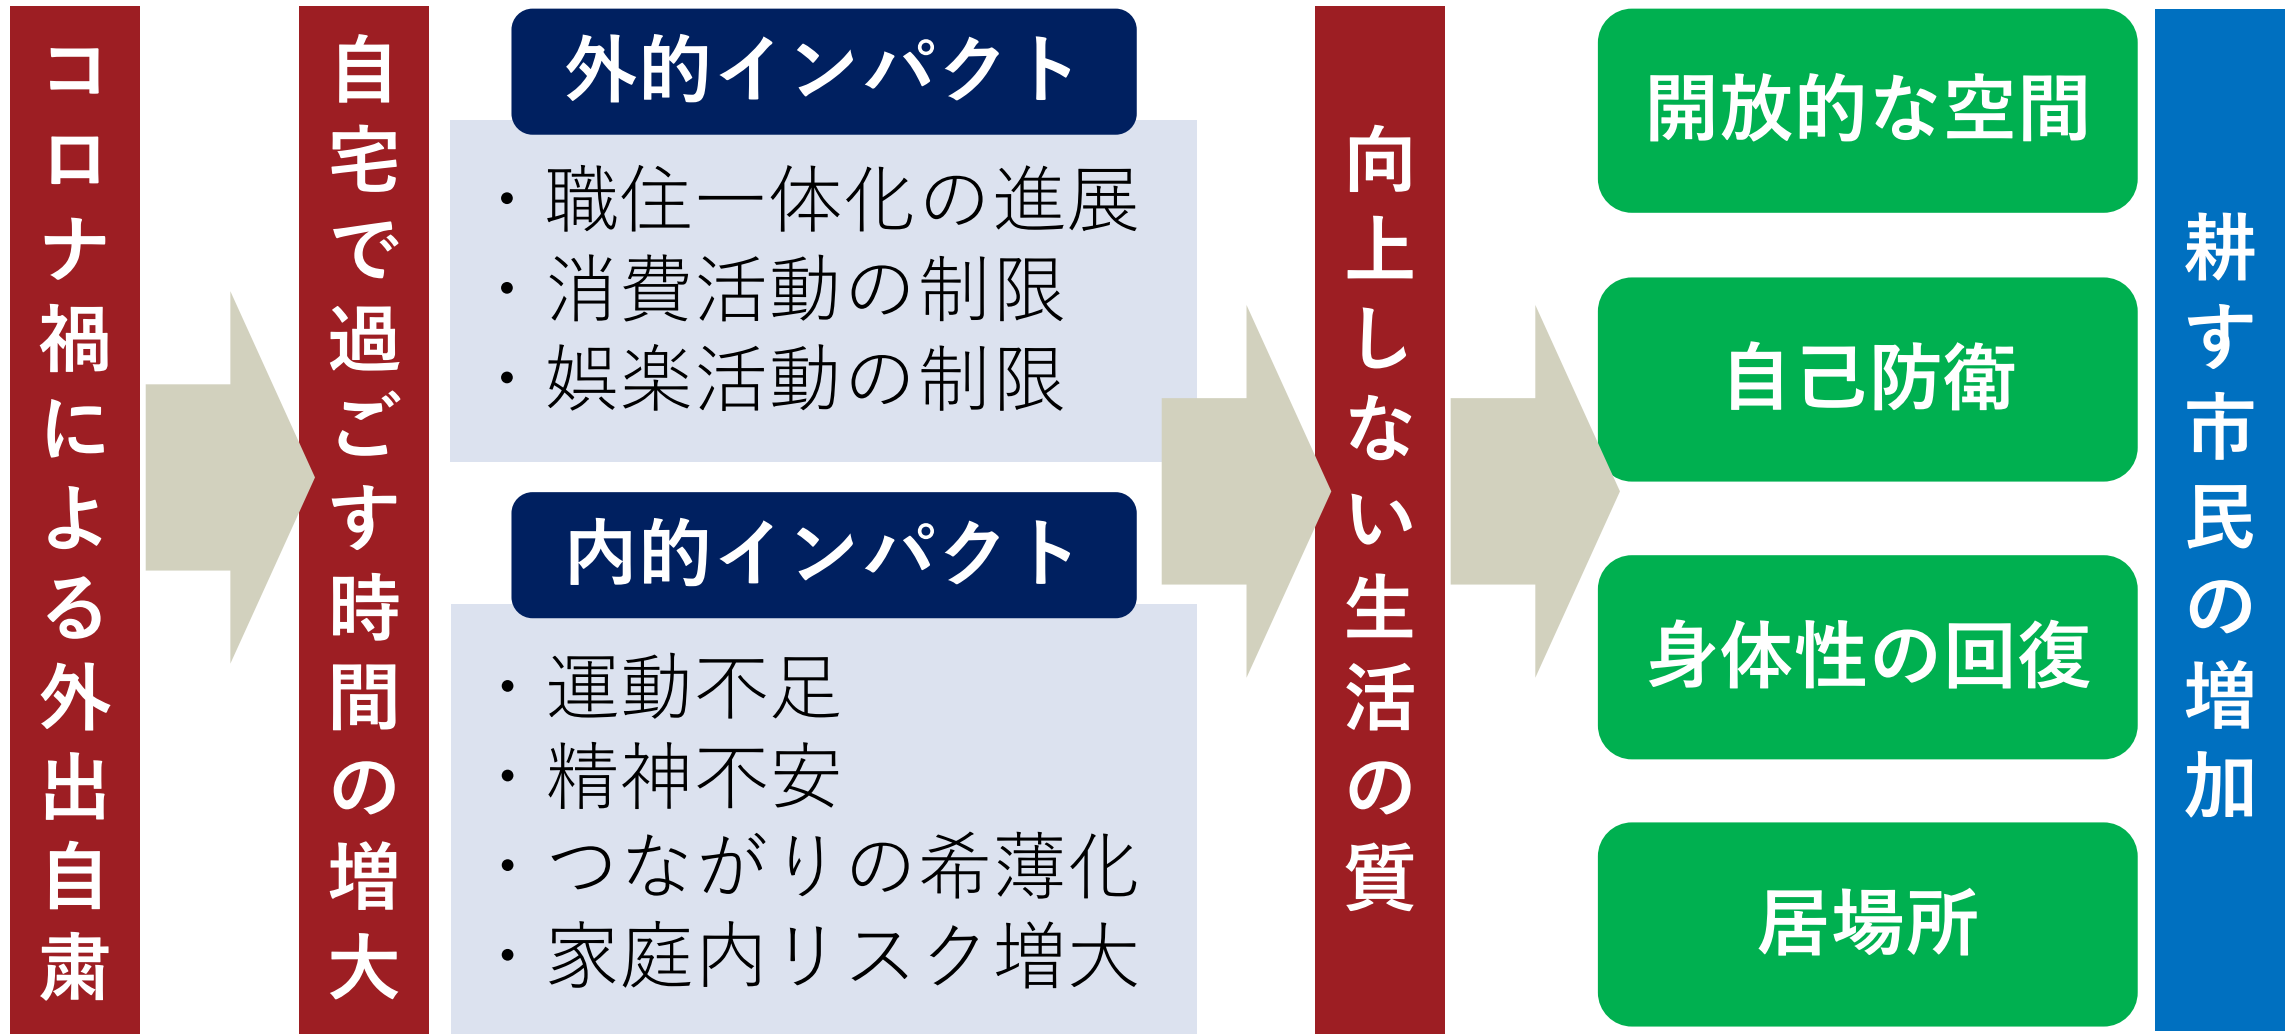 コロナ禍による外出自粛
自宅で過ごす時間の増大
外的インパクト
・職住一体化の進展
・消費活動の制限
・娯楽活動の制限
内的インパクト
・運動不足
・精神不安
・つながりの希薄化
・家庭内リスク増大
向上しない生活の質
開放的な空間
自己防衛
身体性の回復
居場所
耕す市民の増加